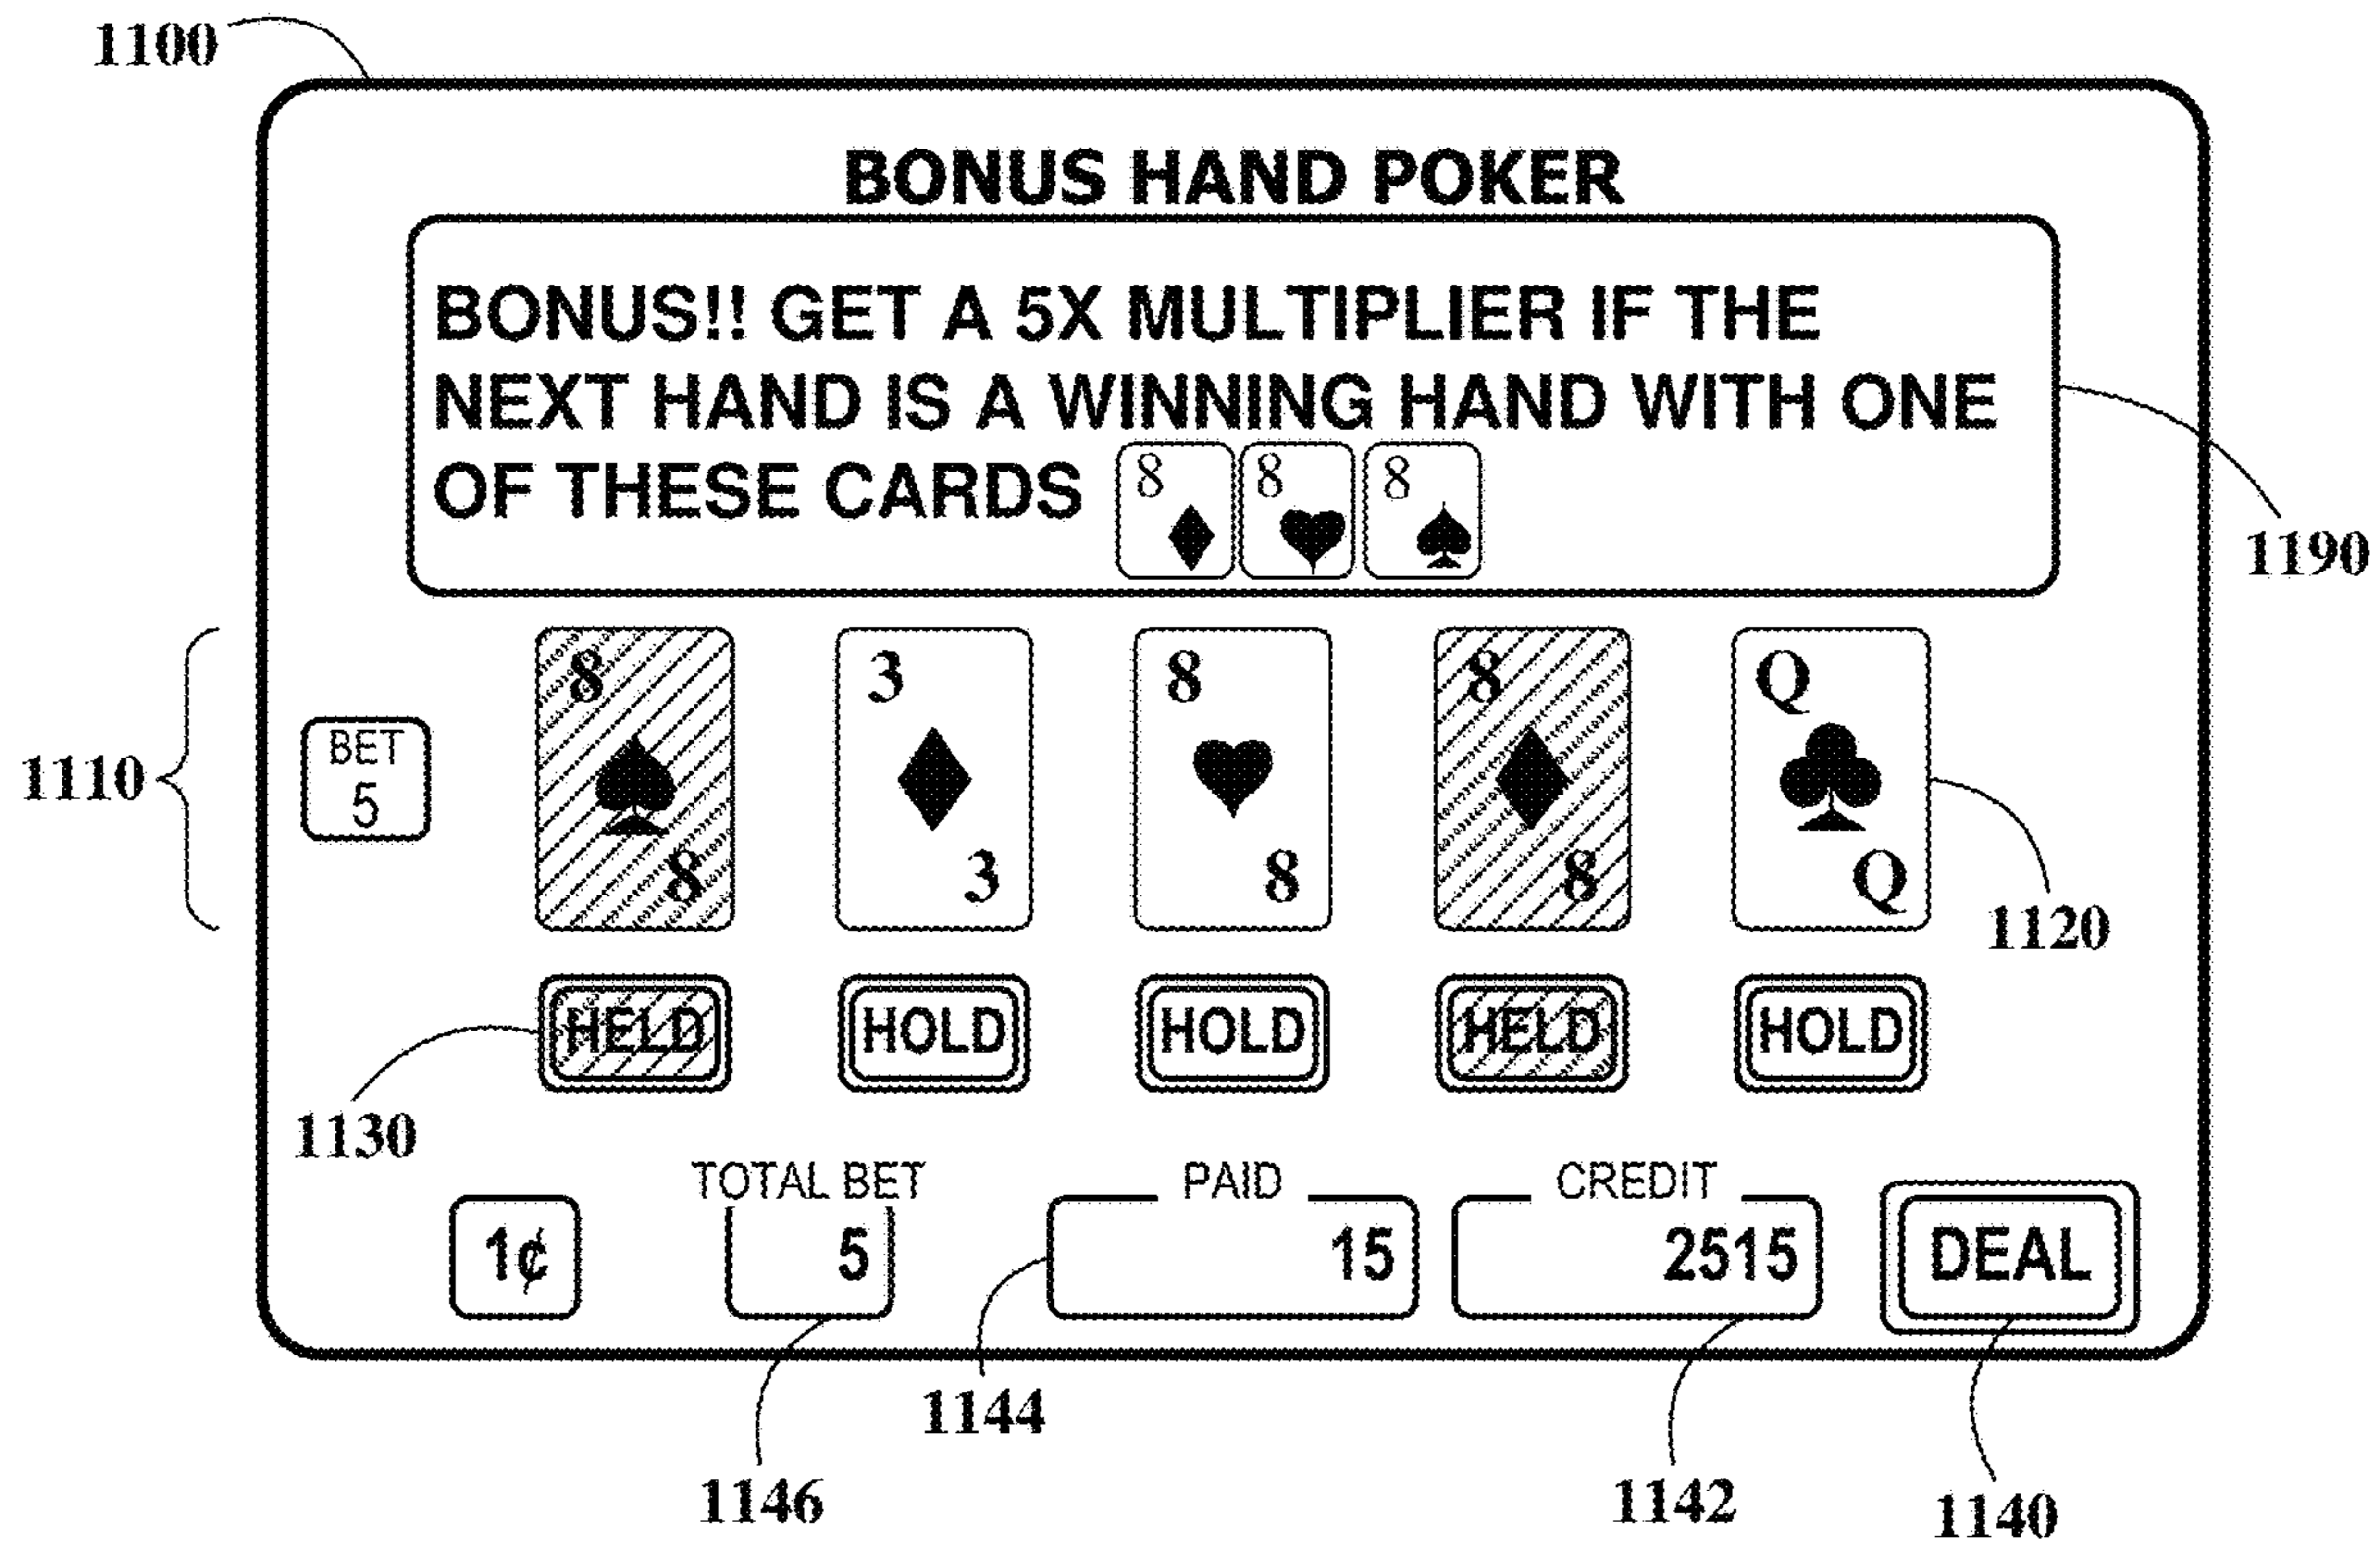 1100
BONUS HAND POKER
BONUS!! GET A 5X MULTIPLIER IF THE
NEXT HAND IS A WINNING HAND WITH ONE
OF THESE CARDS 8 8 8
1190
8 3 8 8 Q
BET
5
1110
8 3 8 8 Q
1120
HELD HOLD HOLD HELD HOLD
1130
TOTAL BET PAID CREDIT
1¢ 5 15 2515 DEAL
1144
1146 1142 1140